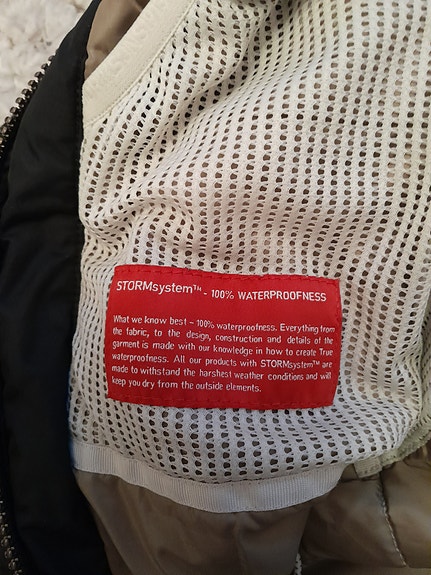 STORMsystem™ - 100% WATERPROOFNESS
What we know best - 100% waterproofness. Everything from
the fabric, to the design, construction and details of the
garment is made with our knowledge in how to create True
waterproofness. All our products with STORMsystem™ are
made to withstand the harshest weather conditions and will
keep you dry from the outside elements.